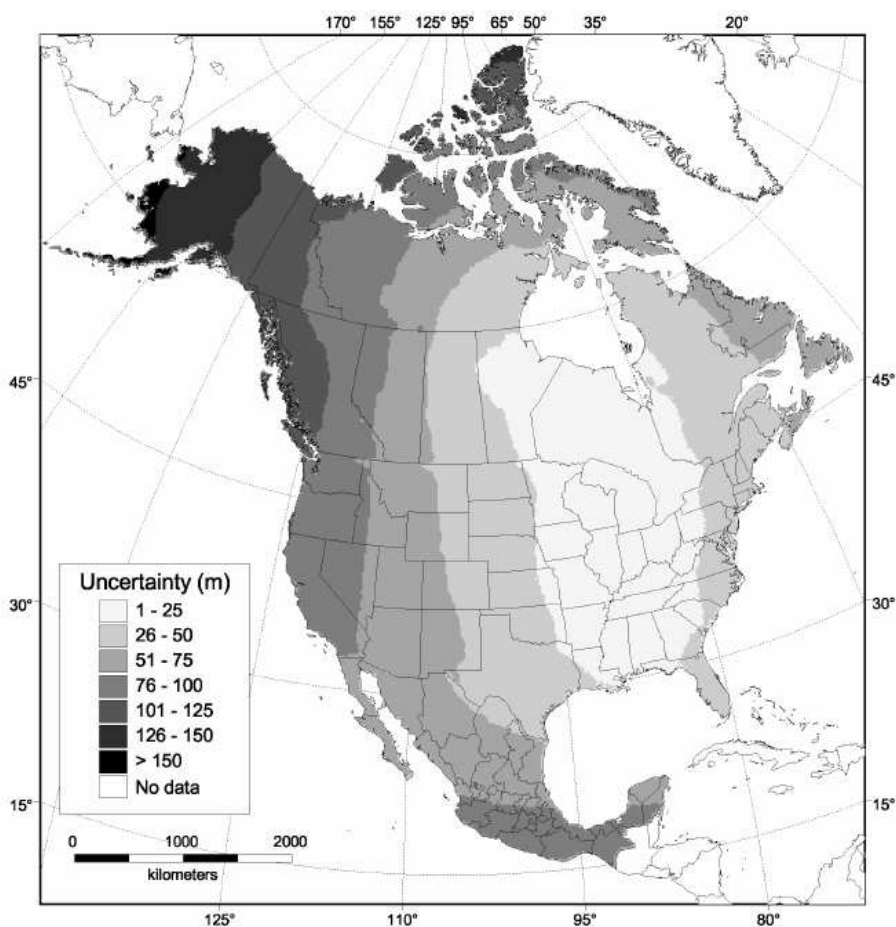 170° 155° 125° 95° 65° 50° 35° 20°
45° 45°
30° 30°
15° 15°
Uncertainty (m)
1 - 25
26 - 50
51 - 75
76 - 100
101 - 125
126 - 150
> 150
No data
0 1000 2000
kilometers
125° 110° 95° 80°